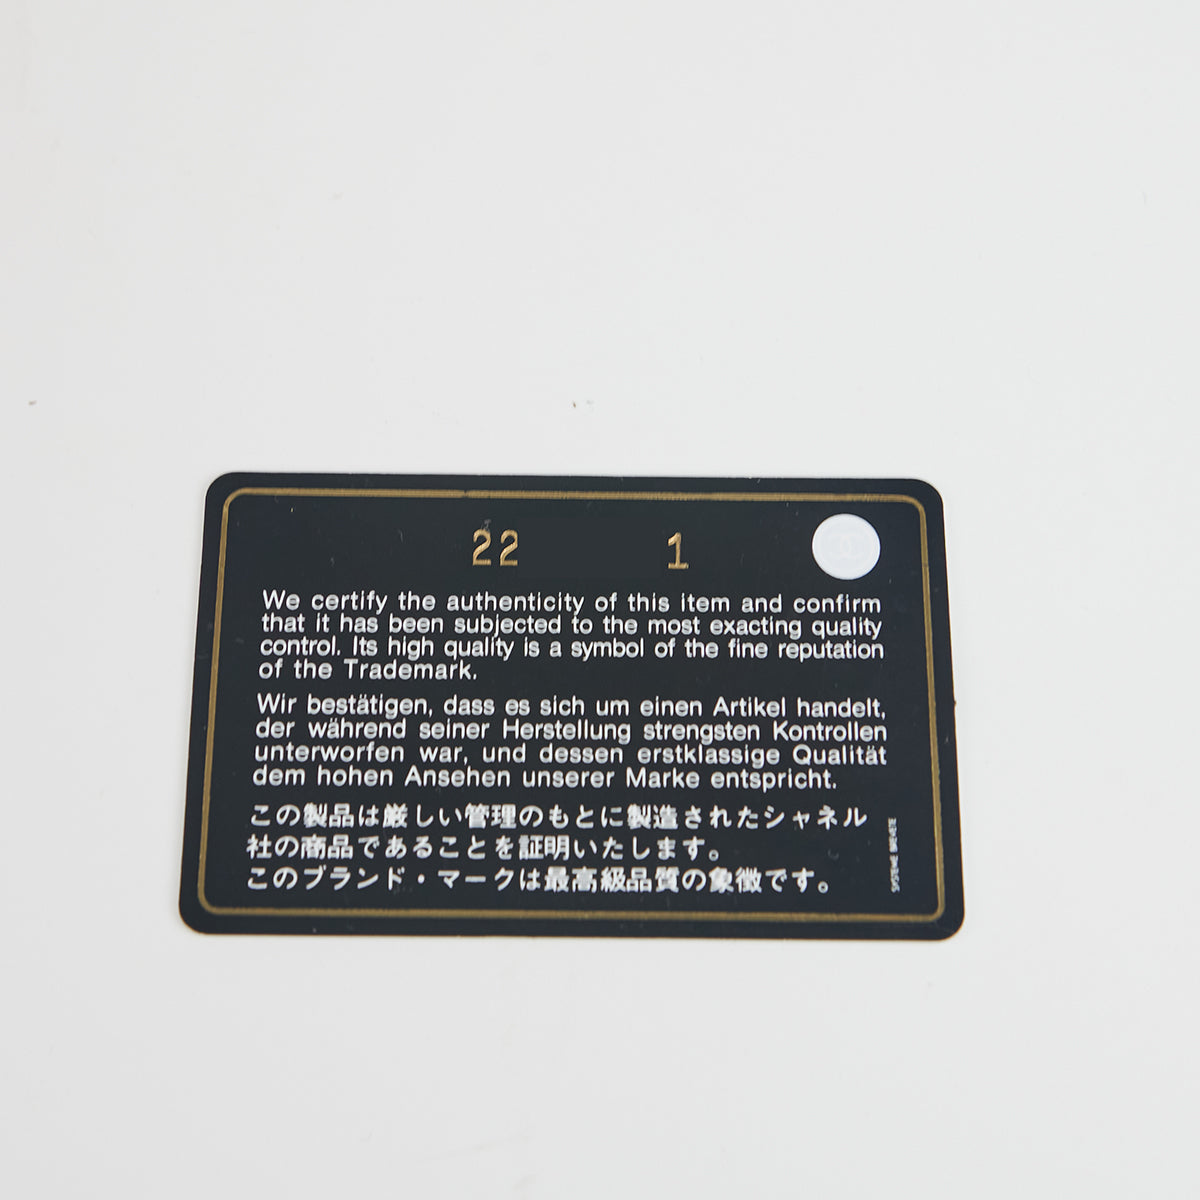 22 1
We certify the authenticity of this item and confirm
that it has been subjected to the most exacting quality
control. Its high quality is a symbol of the fine reputation
of the Trademark.
Wir bestätigen, dass es sich um einen Artikel handelt,
der während seiner Herstellung strengsten Kontrollen
unterworfen war, und dessen erstklassige Qualität
dem hohen Ansehen unserer Marke entspricht.
この製品は厳しい管理のもとに製造されたシャネル
社の商品であることを証明いたします。
このブランド・マークは最高級品質の象徴です。
SYSTEME BREVETE